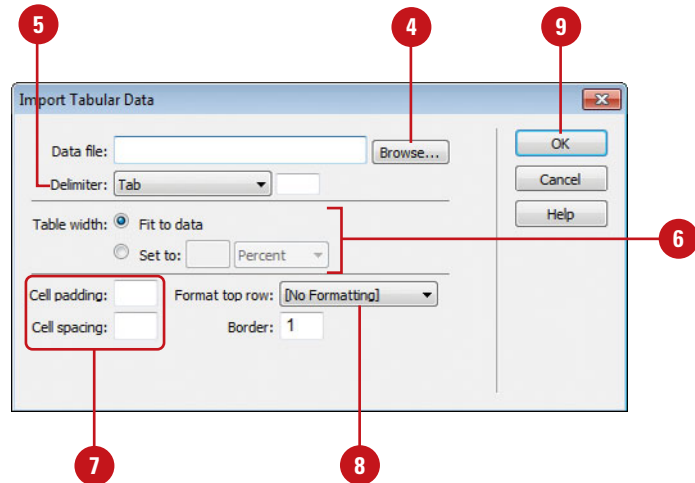 5 4 9
Import Tabular Data
Data file: Browse... OK
Delimiter: Tab Cancel
Table width: Fit to data Help
Set to: Percent 6
Cell padding: Format top row: [No Formatting]
Cell spacing: Border: 1
7 8